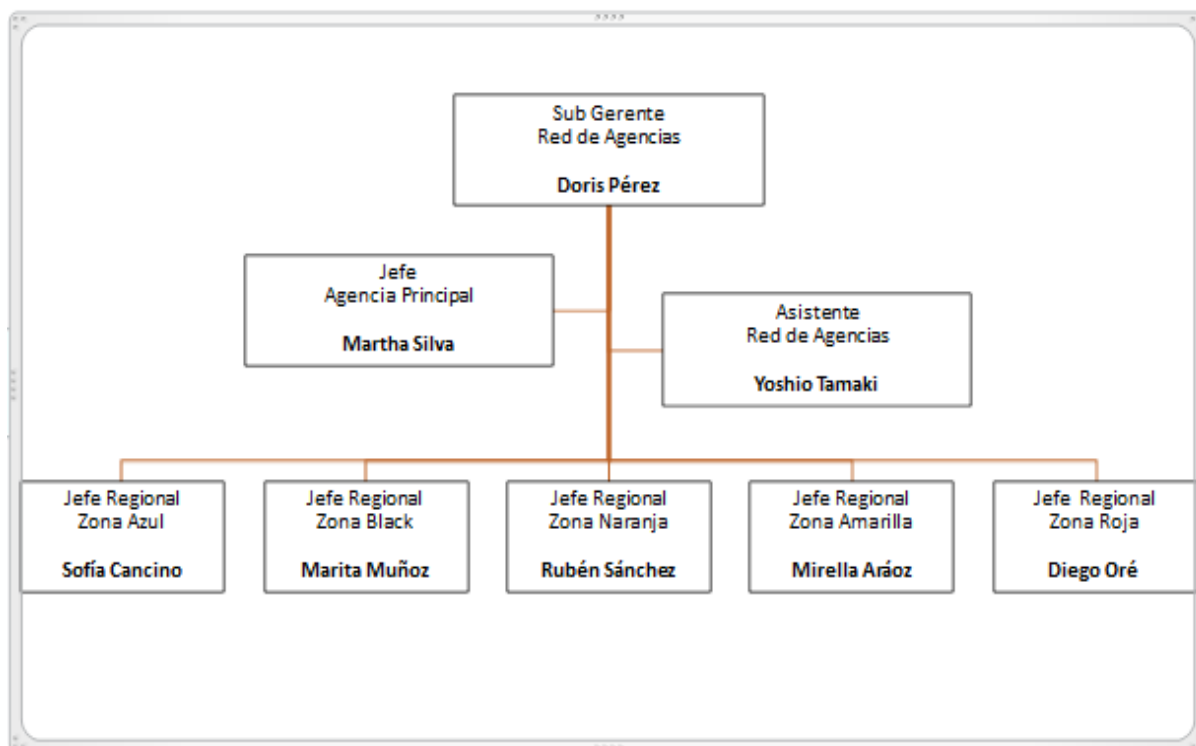 Sub Gerente
Red de Agencias
Doris Pérez
Jefe
Agencia Principal
Martha Silva
Asistente
Red de Agencias
Yoshio Tamaki
Jefe Regional
Zona Azul
Sofía Cancino
Jefe Regional
Zona Black
Marita Muñoz
Jefe Regional
Zona Naranja
Rubén Sánchez
Jefe Regional
Zona Amarilla
Mirella Aráoz
Jefe Regional
Zona Roja
Diego Oré